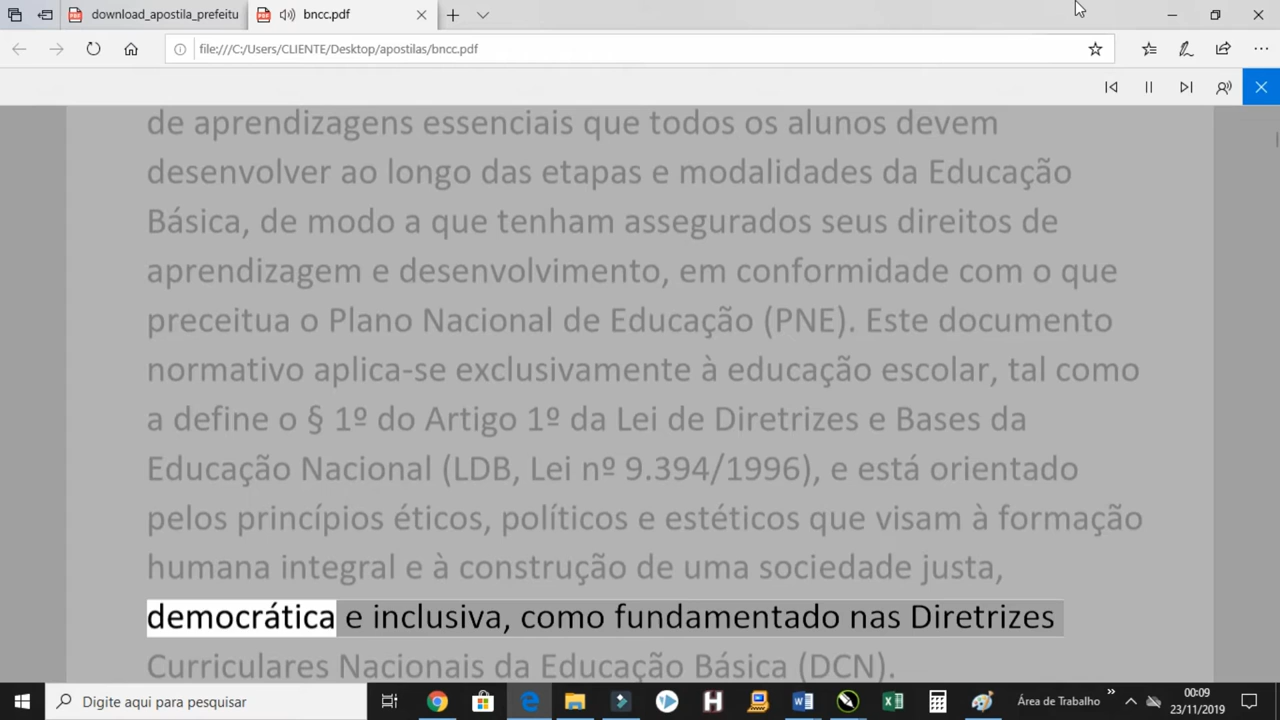 download_apostila_prefeitu
bncc.pdf
file:///C:/Users/CLIENTE/Desktop/apostilas/bncc.pdf
de aprendizagens essenciais que todos os alunos devem
desenvolver ao longo das etapas e modalidades da Educação
Básica, de modo a que tenham assegurados seus direitos de
aprendizagem e desenvolvimento, em conformidade com o que
preceitua o Plano Nacional de Educação (PNE). Este documento
normativo aplica-se exclusivamente à educação escolar, tal como
a define o § 1º do Artigo 1º da Lei de Diretrizes e Bases da
Educação Nacional (LDB, Lei nº 9.394/1996), e está orientado
pelos princípios éticos, políticos e estéticos que visam à formação
humana integral e à construção de uma sociedade justa,
democrática e inclusiva, como fundamentado nas Diretrizes
Curriculares Nacionais da Educação Básica (DCN).
Digite aqui para pesquisar
Área de Trabalho
00:09
23/11/2019